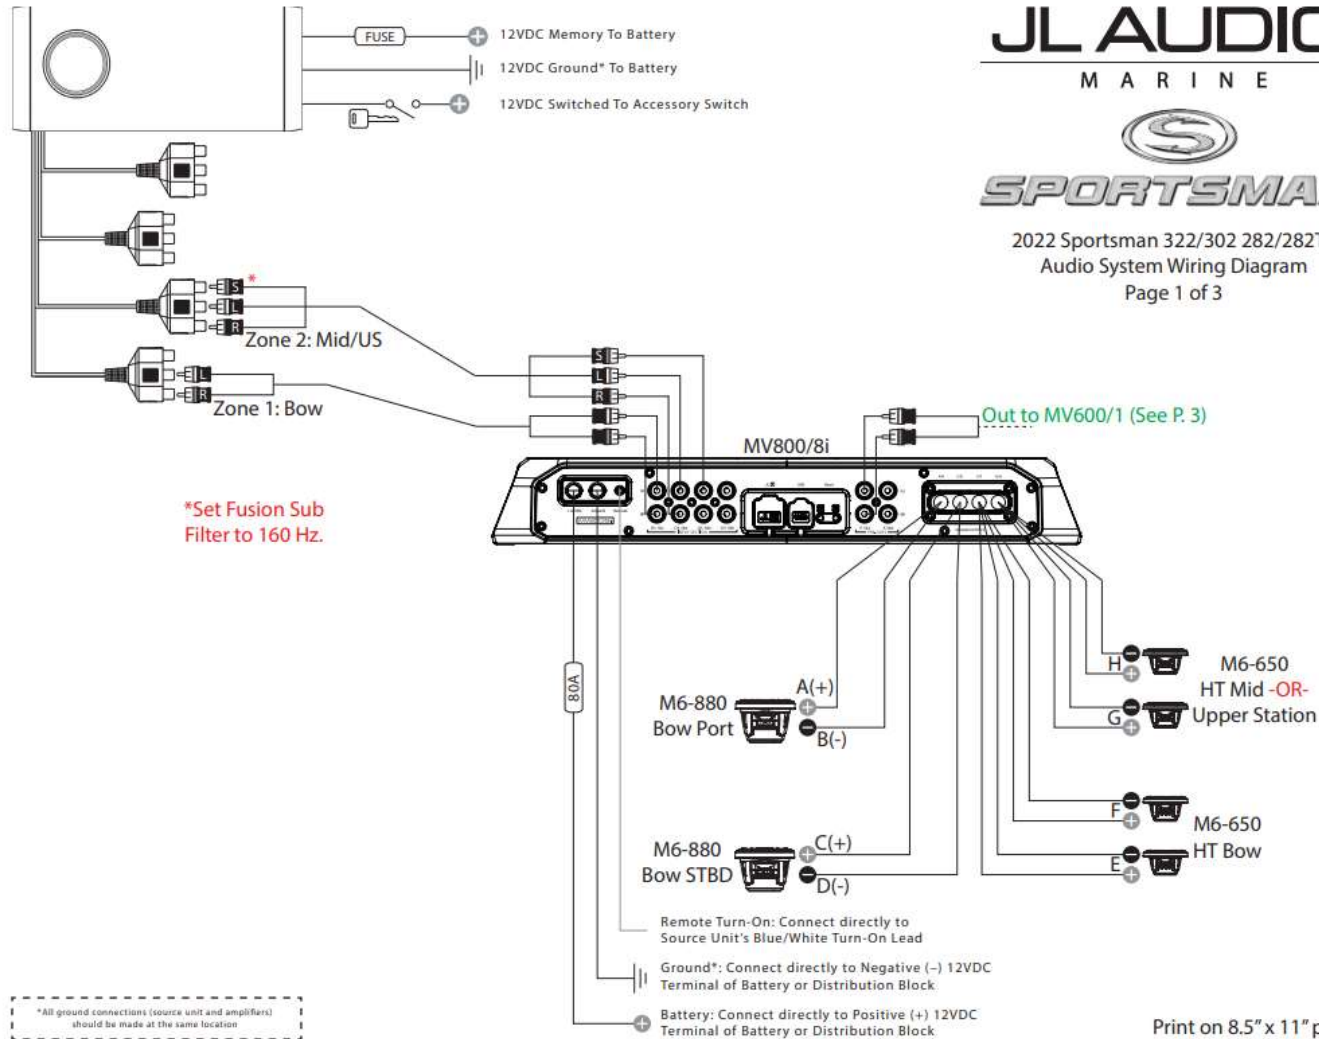 JL AUDIO
MARINE
S
SPORTSMA
2022 Sportsman 322/302 282/282T
Audio System Wiring Diagram
Page 1 of 3
FUSE
12VDC Memory To Battery
12VDC Ground* To Battery
12VDC Switched To Accessory Switch
S *
L
R
Zone 2: Mid/US
L
R
Zone 1: Bow
S
L
R
Out to MV600/1 (See P. 3)
MV800/8i
*Set Fusion Sub
Filter to 160 Hz.
80A
M6-880
Bow Port
A(+)
B(-)
M6-880
Bow STBD
C(+)
D(-)
H
G
M6-650
HT Mid -OR-
Upper Station
F
E
M6-650
HT Bow
Remote Turn-On: Connect directly to
Source Unit's Blue/White Turn-On Lead
Ground*: Connect directly to Negative (–) 12VDC
Terminal of Battery or Distribution Block
Battery: Connect directly to Positive (+) 12VDC
Terminal of Battery or Distribution Block
*All ground connections (source unit and amplifiers)
should be made at the same location
Print on 8.5" x 11" p